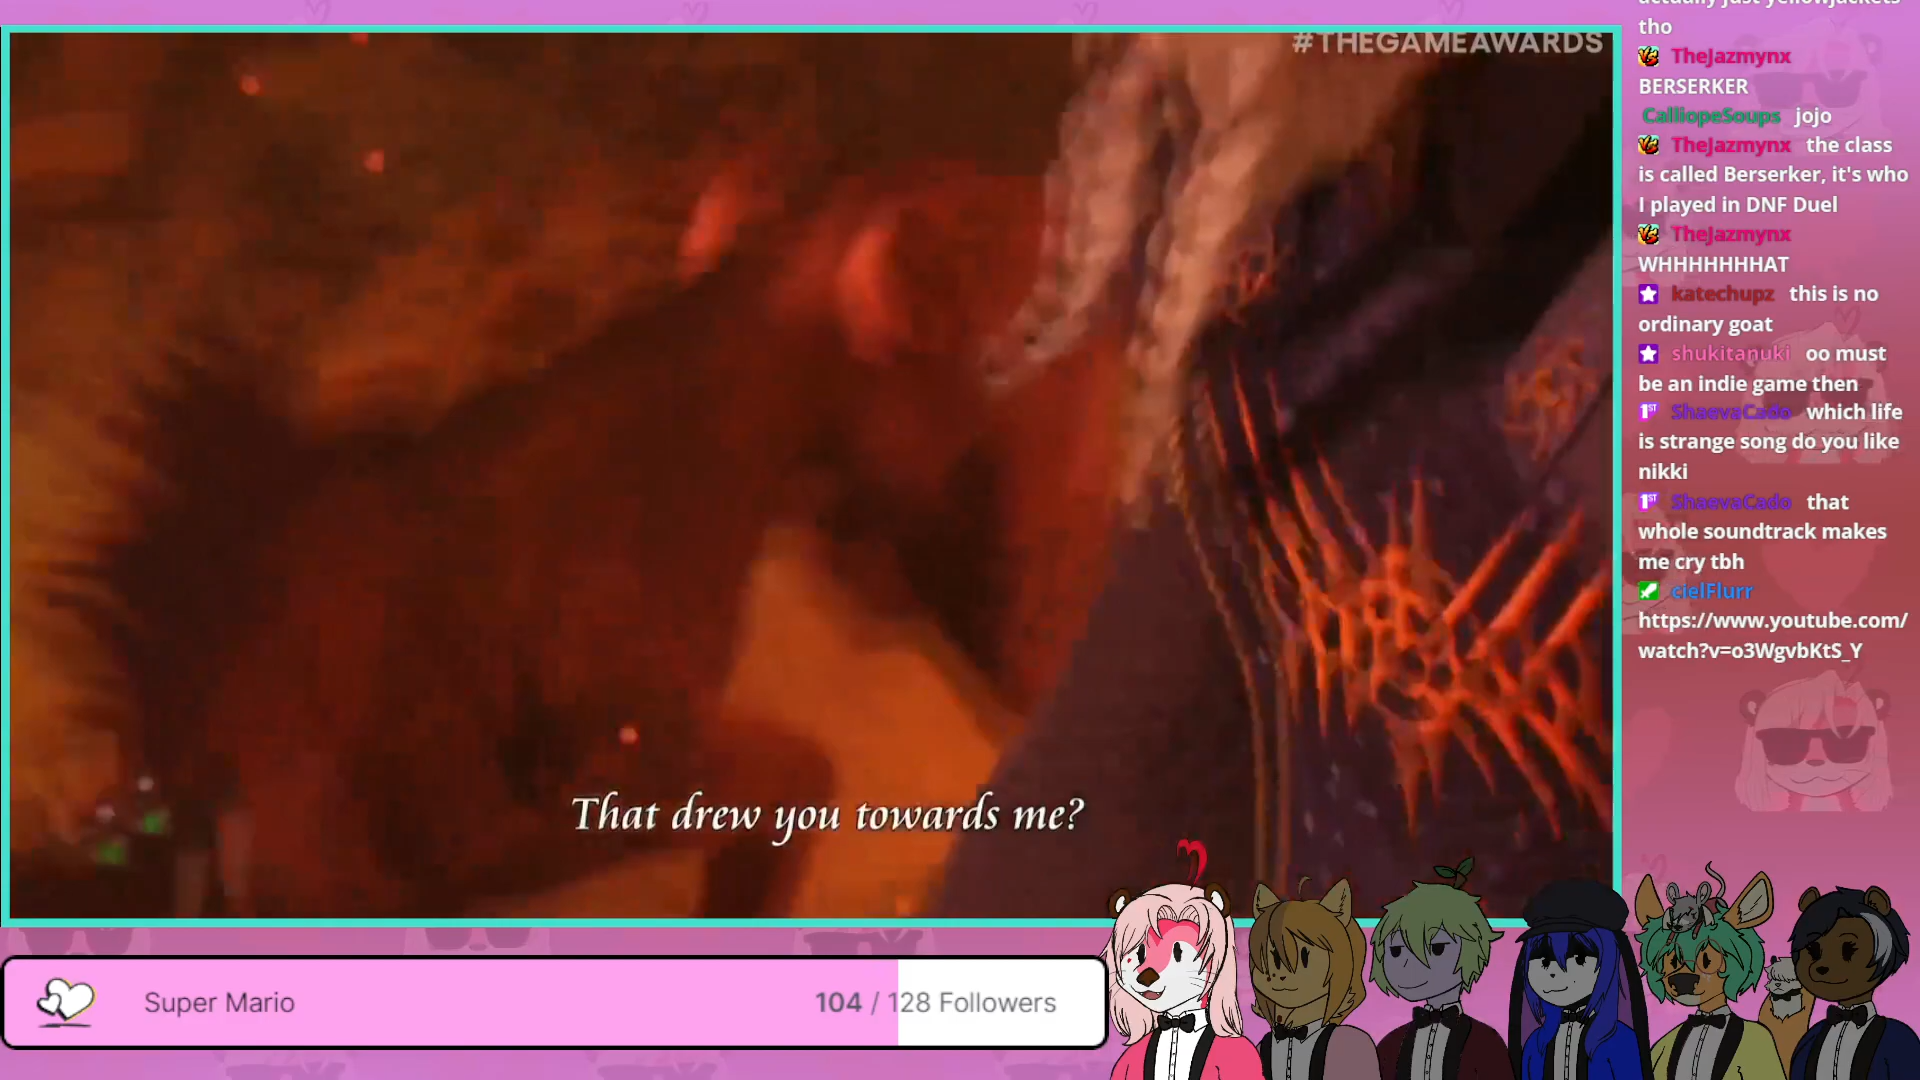 #THEGAMEAWARDS
That drew you towards me?
Super Mario
104 / 128 Followers
tho
TheJazmynx
BERSERKER
CalliopeSoups jojo
TheJazmynx the class
is called Berserker, it's who
I played in DNF Duel
TheJazmynx
WHHHHHHHAT
katechupz this is no
ordinary goat
shukitanuki oo must
be an indie game then
1ST ShaevaCado which life
is strange song do you like
nikki
1ST ShaevaCado that
whole soundtrack makes
me cry tbh
cielFlurr
https://www.youtube.com/
watch?v=o3WgvbKtS_Y